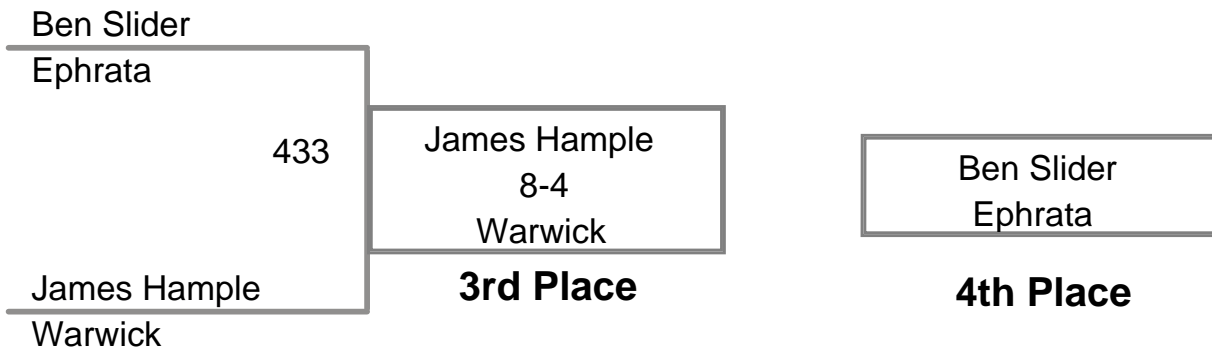 Ben Slider
Ephrata
433
James Hample
8-4
Warwick
3rd Place
James Hample
Warwick
Ben Slider
Ephrata
4th Place